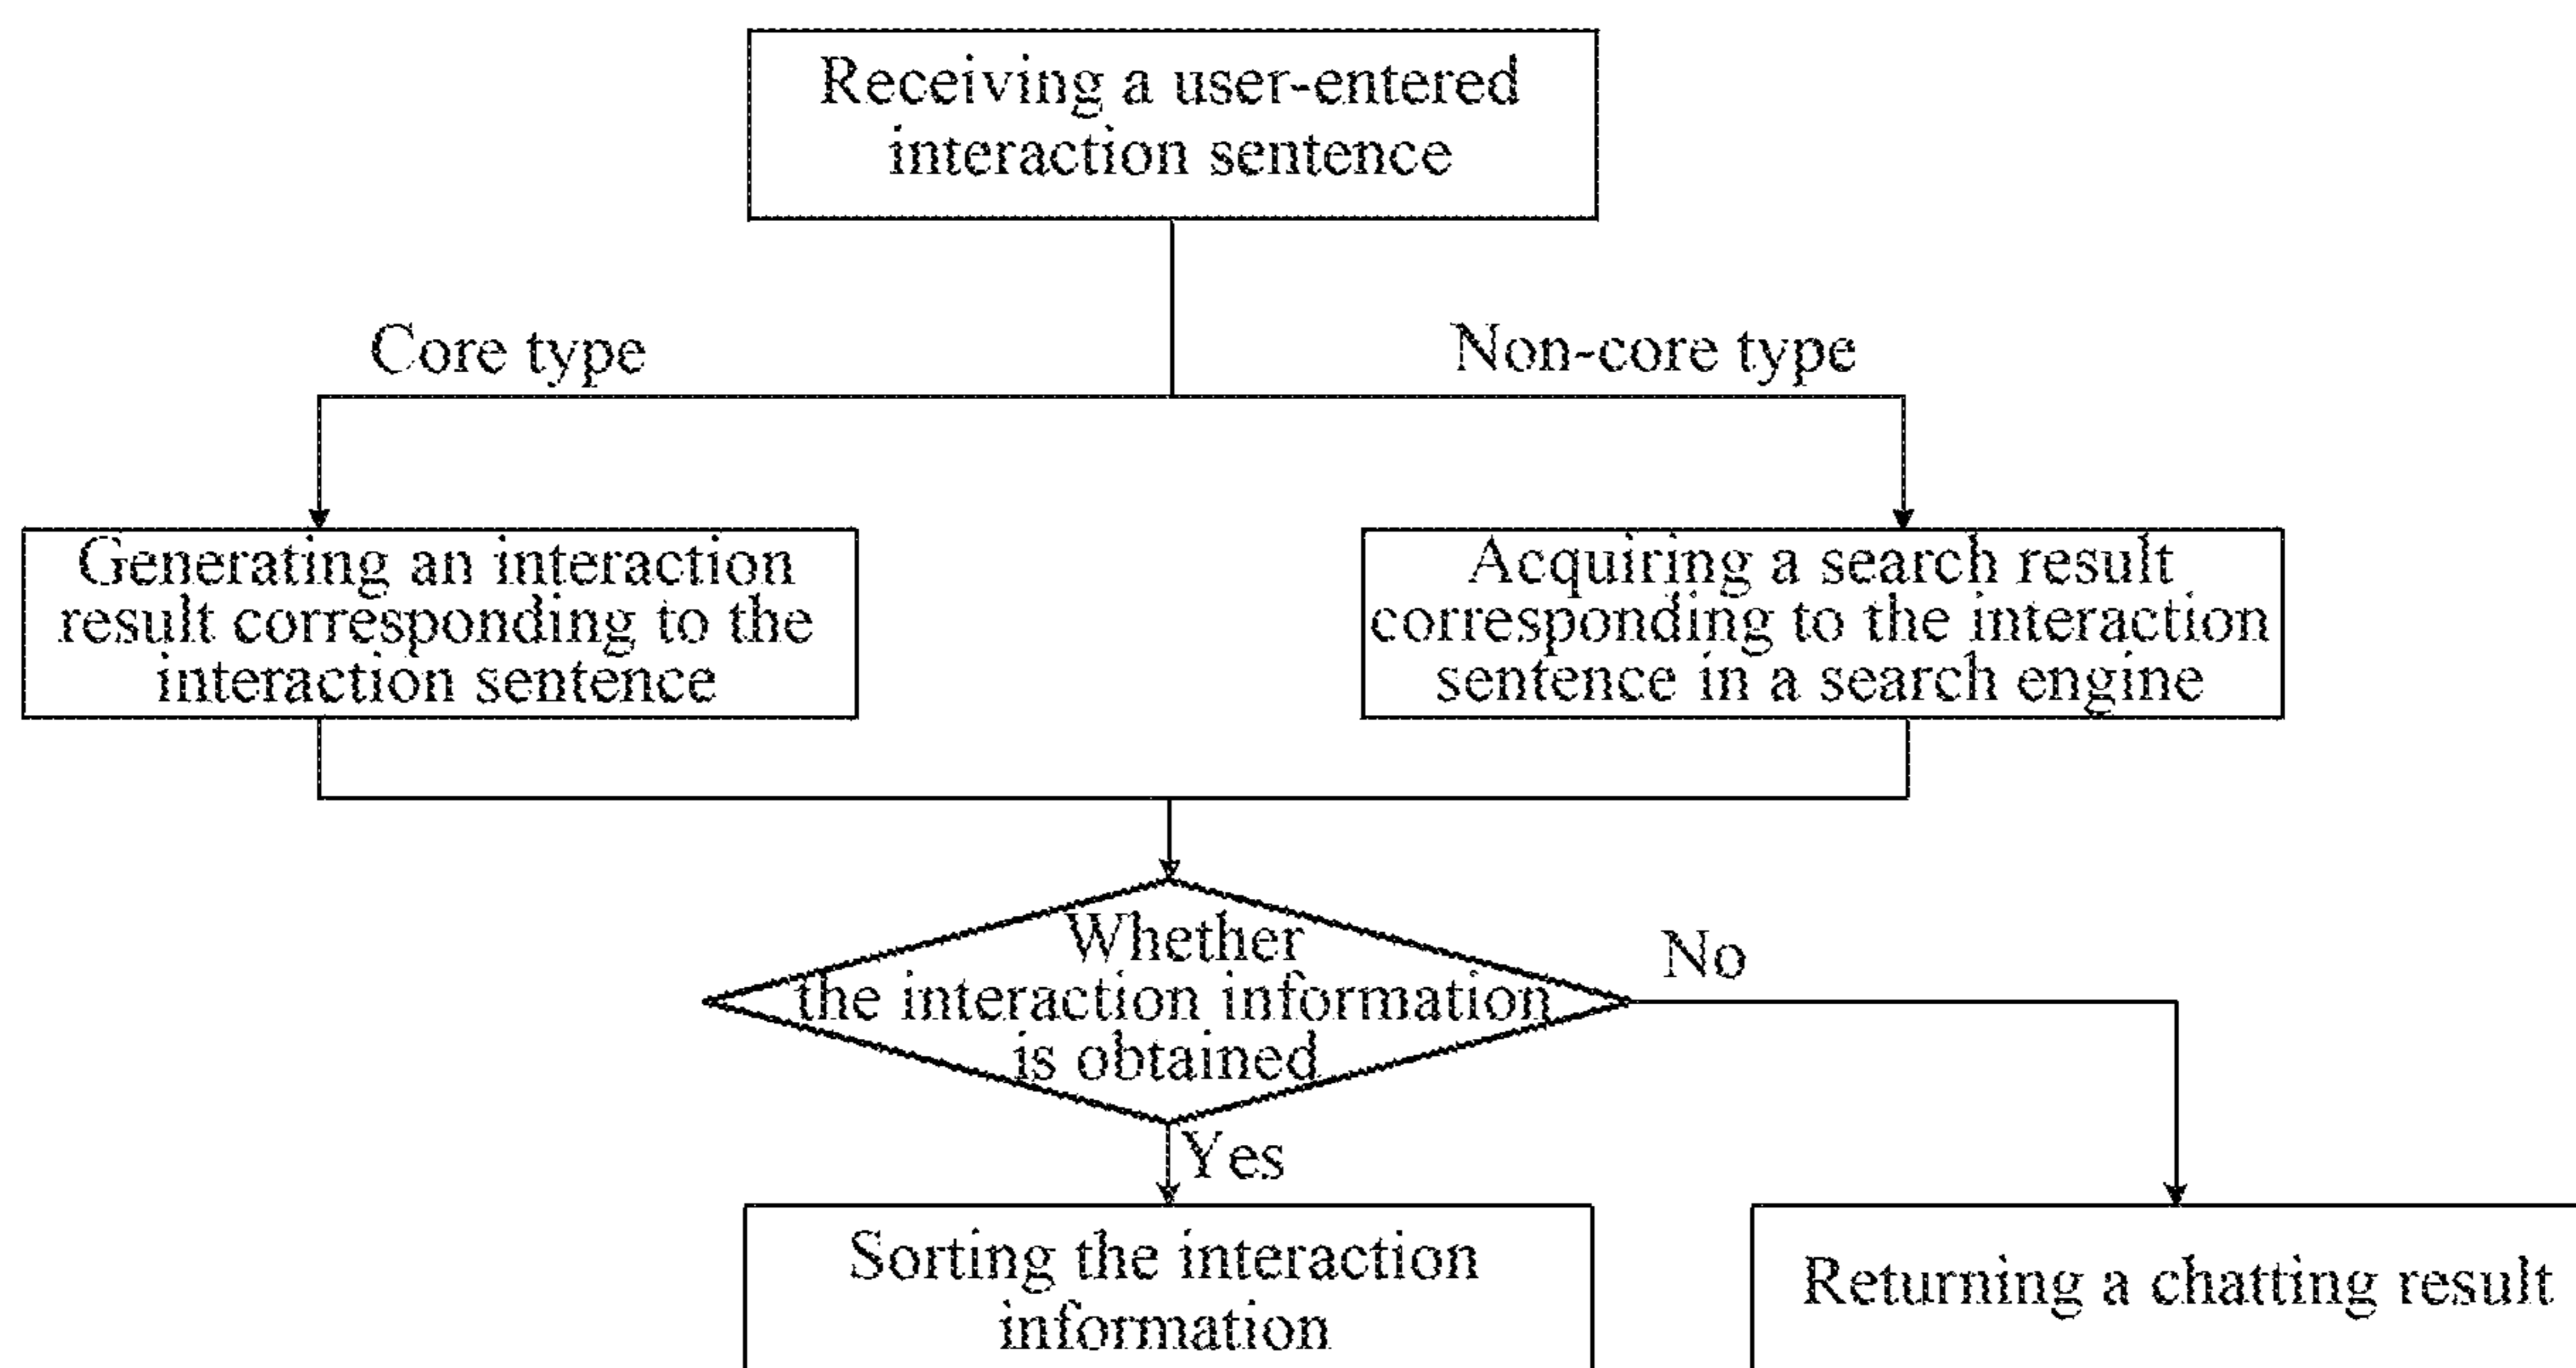 Receiving a user-entered
interaction sentence
Core type
Non-core type
Generating an interaction
result corresponding to the
interaction sentence
Acquiring a search result
corresponding to the interaction
sentence in a search engine
Whether
the interaction information
is obtained
No
Yes
Sorting the interaction
information
Returning a chatting result